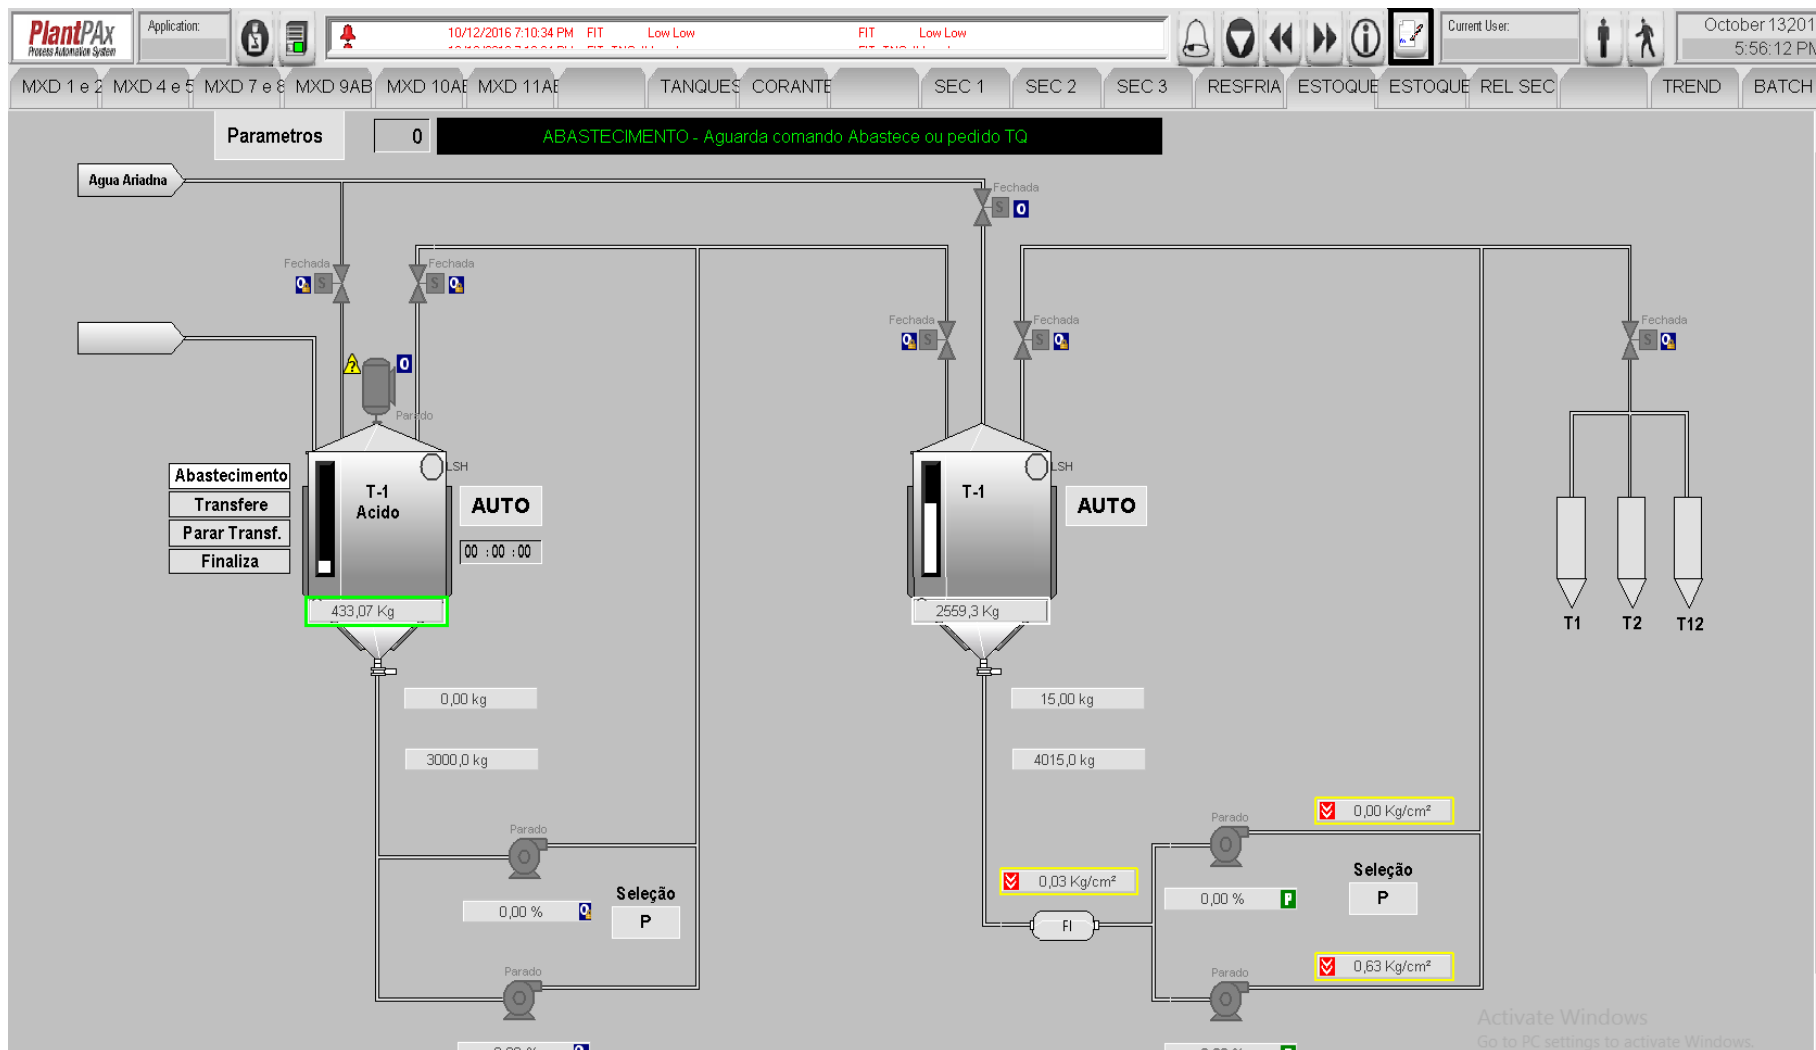 PlantPAx
Process Automation System
Application:
10/12/2016 7:10:34 PM FIT Low Low FIT Low Low
Current User:
October 13,201
5:56:12 PM
MXD 1 e 2 MXD 4 e 5 MXD 7 e 8 MXD 9AB MXD 10AE MXD 11AE TANQUES CORANTE SEC 1 SEC 2 SEC 3 RESFRIA ESTOQUE ESTOQUE REL SEC TREND BATCH
Parametros 0 ABASTECIMENTO - Aguarda comando Abastece ou pedido TQ
Agua Ariadna
Fechada
S O
Fechada Fechada
O S S O
Fechada Fechada Fechada
O S S O S O
? O
Parado
LSH LSH
Abastecimento
Transfere
Parar Transf.
Finaliza
T-1
Acido
AUTO
00 :00 :00
T-1
AUTO
433,07 Kg 2559,3 Kg
T1 T2 T12
0,00 kg 15,00 kg
3000,0 kg 4015,0 kg
Parado Parado 0,00 Kg/cm²
Seleção
P
0,00 % O
0,03 Kg/cm²
FI
Seleção
P
0,00 % P
Parado Parado 0,63 Kg/cm²
Activate Windows
Go to PC settings to activate Windows.